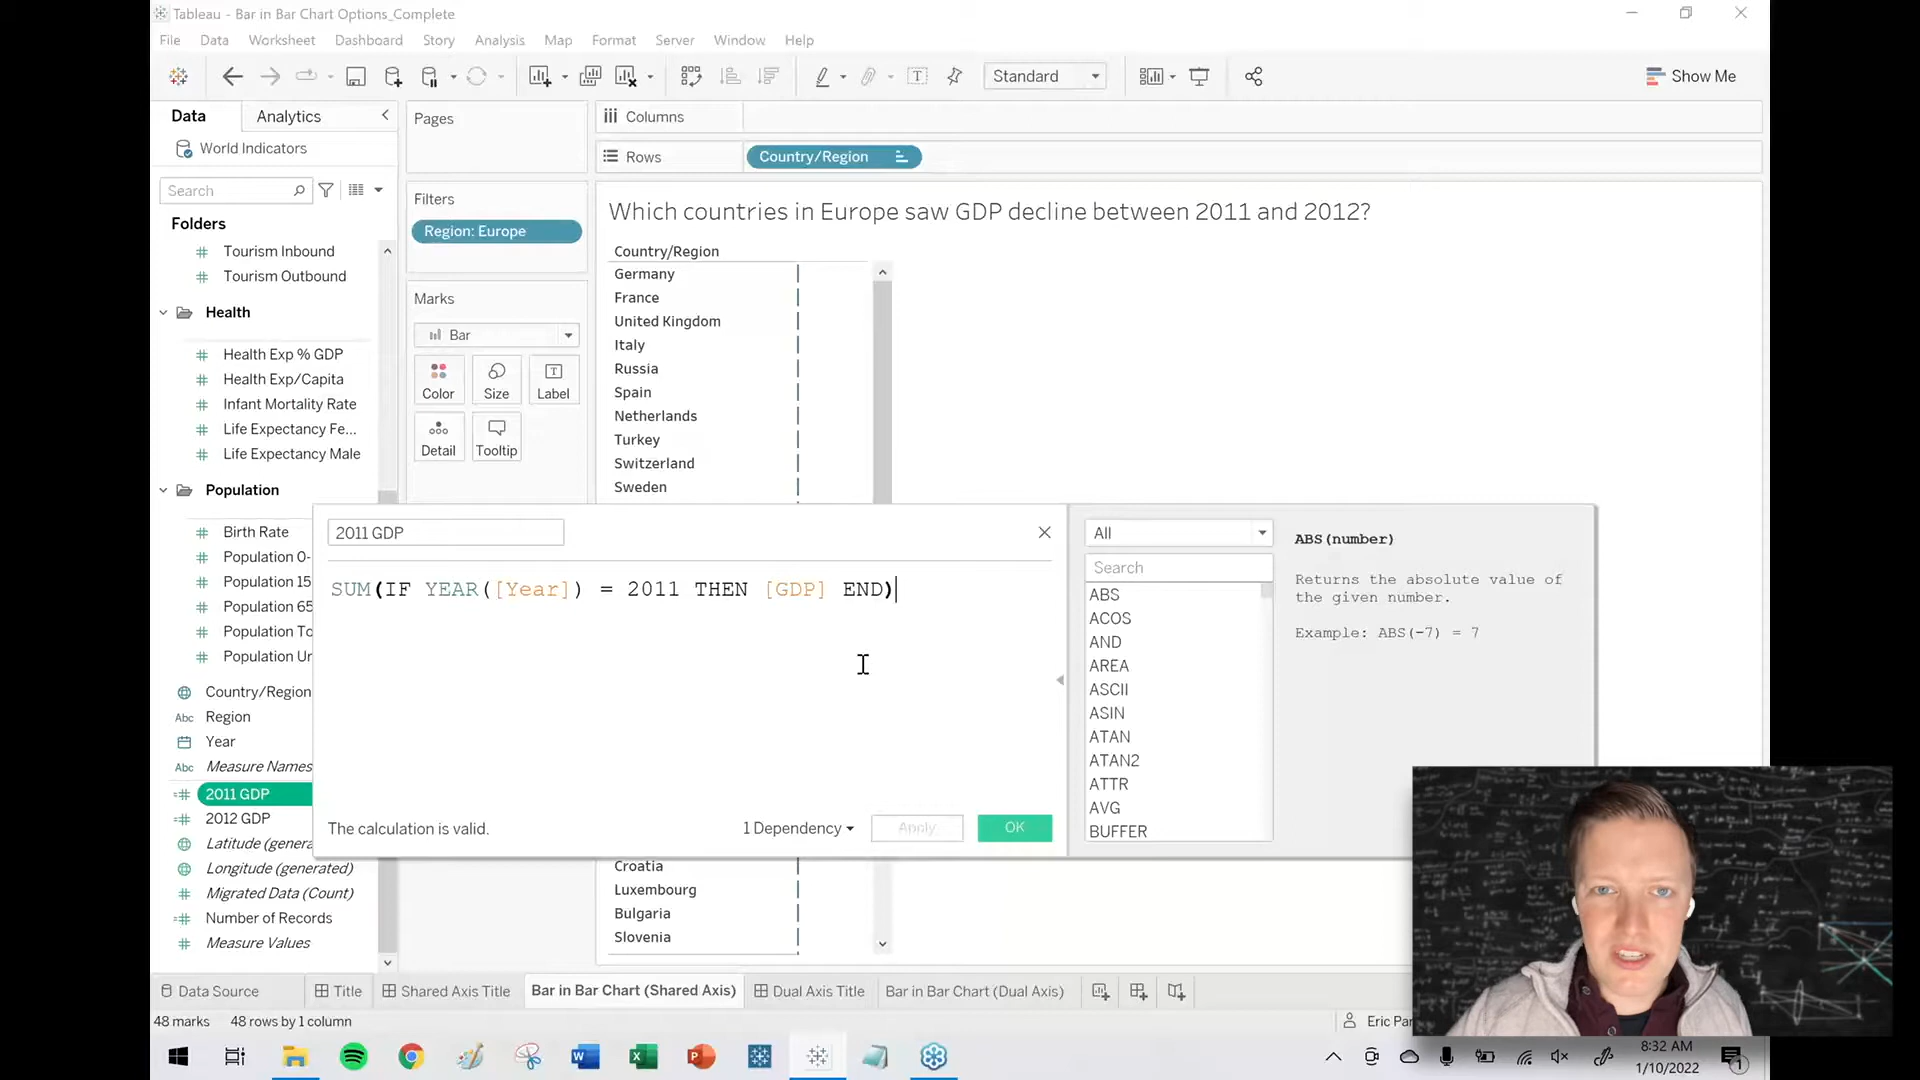 Tableau - Bar in Bar Chart Options_Complete
File Data Worksheet Dashboard Story Analysis Map Format Server Window Help
Standard
Show Me
Data
Analytics
World Indicators
Search
Folders
Tourism Inbound
Tourism Outbound
Health
Health Exp % GDP
Health Exp/Capita
Infant Mortality Rate
Life Expectancy Fe...
Life Expectancy Male
Population
Birth Rate
Population 0-
Population 15
Population 65
Population To
Population Ur
Country/Region
Abc Region
Year
Abc Measure Names
2011 GDP
2012 GDP
Latitude (genera
Longitude (generated)
Migrated Data (Count)
Number of Records
Measure Values
Pages
Filters
Region: Europe
Marks
Bar
Color
Size
Label
Detail
Tooltip
Columns
Rows
Country/Region
Which countries in Europe saw GDP decline between 2011 and 2012?
Country/Region
Germany
France
United Kingdom
Italy
Russia
Spain
Netherlands
Turkey
Switzerland
Sweden
2011 GDP
SUM(IF YEAR([Year]) = 2011 THEN [GDP] END)
The calculation is valid.
1 Dependency
Apply
OK
All
Search
ABS
ACOS
AND
AREA
ASCII
ASIN
ATAN
ATAN2
ATTR
AVG
BUFFER
ABS(number)
Returns the absolute value of
the given number.
Example: ABS(-7) = 7
Croatia
Luxembourg
Bulgaria
Slovenia
Data Source
Title
Shared Axis Title
Bar in Bar Chart (Shared Axis)
Dual Axis Title
Bar in Bar Chart (Dual Axis)
48 marks
48 rows by 1 column
Eric Par
8:32 AM
1/10/2022
1